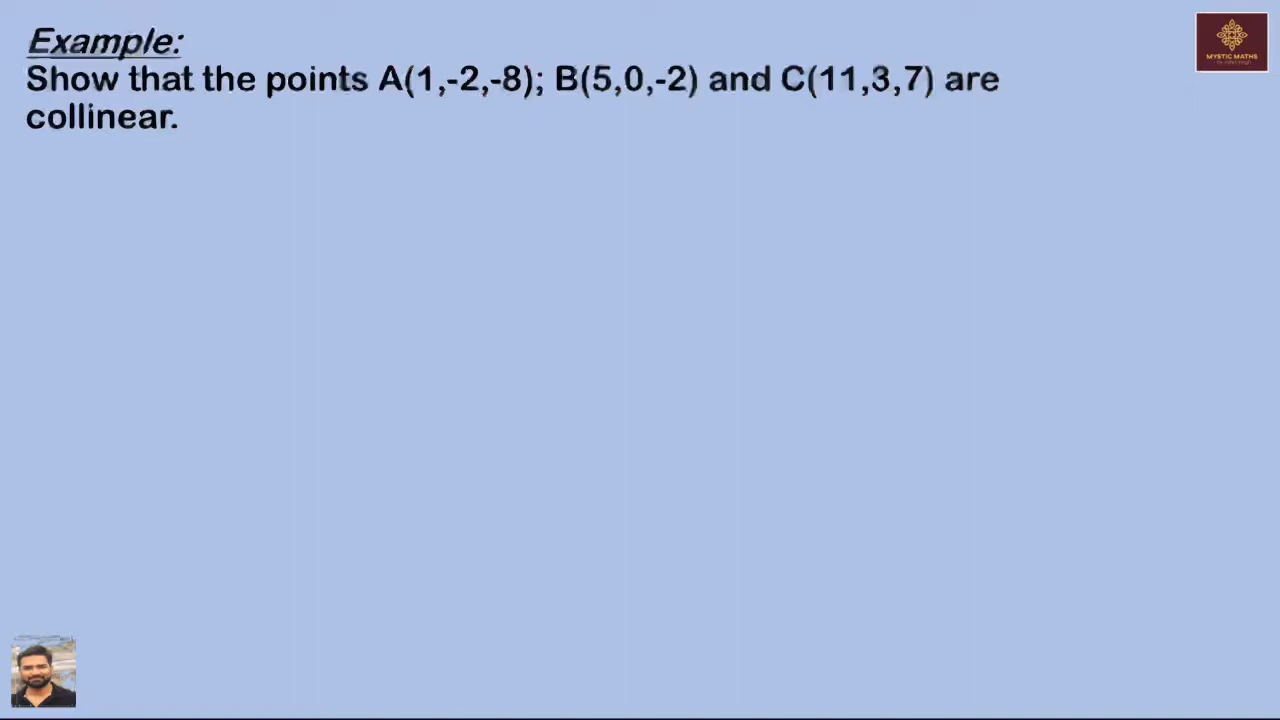 Example:
Show that the points A(1,-2,-8); B(5,0,-2) and C(11,3,7) are
collinear.
MYSTIC MATHS